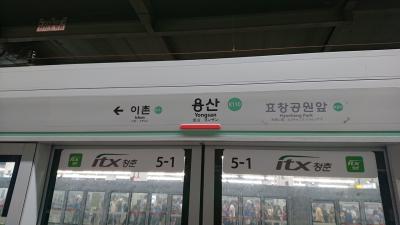 ← 이촌
Ichon
용산
Yongsan
K110
효창공원앞
Hyochang Park
itx 청춘 5-1
5-1 itx 청춘